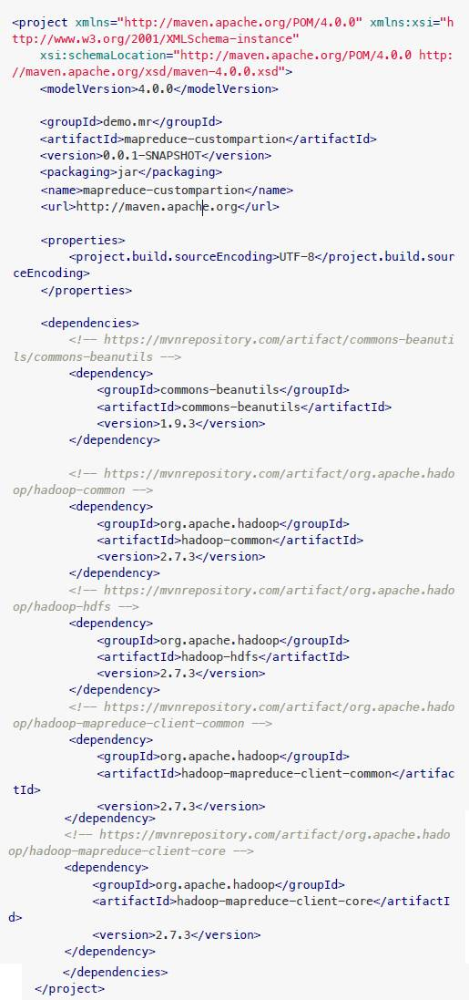 <project xmlns="http://maven.apache.org/POM/4.0.0" xmlns:xsi="h
ttp://www.w3.org/2001/XMLSchema-instance"
    xsi:schemaLocation="http://maven.apache.org/POM/4.0.0 http:
//maven.apache.org/xsd/maven-4.0.0.xsd">
    <modelVersion>4.0.0</modelVersion>

    <groupId>demo.mr</groupId>
    <artifactId>mapreduce-custompartion</artifactId>
    <version>0.0.1-SNAPSHOT</version>
    <packaging>jar</packaging>
    <name>mapreduce-custompartion</name>
    <url>http://maven.apache.org</url>

    <properties>
        <project.build.sourceEncoding>UTF-8</project.build.sour
ceEncoding>
    </properties>

    <dependencies>
        <!-- https://mvnrepository.com/artifact/commons-beanuti
ls/commons-beanutils -->
        <dependency>
            <groupId>commons-beanutils</groupId>
            <artifactId>commons-beanutils</artifactId>
            <version>1.9.3</version>
        </dependency>

        <!-- https://mvnrepository.com/artifact/org.apache.hado
op/hadoop-common -->
        <dependency>
            <groupId>org.apache.hadoop</groupId>
            <artifactId>hadoop-common</artifactId>
            <version>2.7.3</version>
        </dependency>
        <!-- https://mvnrepository.com/artifact/org.apache.hado
op/hadoop-hdfs -->
        <dependency>
            <groupId>org.apache.hadoop</groupId>
            <artifactId>hadoop-hdfs</artifactId>
            <version>2.7.3</version>
        </dependency>
        <!-- https://mvnrepository.com/artifact/org.apache.hado
op/hadoop-mapreduce-client-common -->
        <dependency>
            <groupId>org.apache.hadoop</groupId>
            <artifactId>hadoop-mapreduce-client-common</artifac
tId>
            <version>2.7.3</version>
        </dependency>
        <!-- https://mvnrepository.com/artifact/org.apache.hado
op/hadoop-mapreduce-client-core -->
        <dependency>
            <groupId>org.apache.hadoop</groupId>
            <artifactId>hadoop-mapreduce-client-core</artifactI
d>
            <version>2.7.3</version>
        </dependency>
        </dependencies>
    </project>